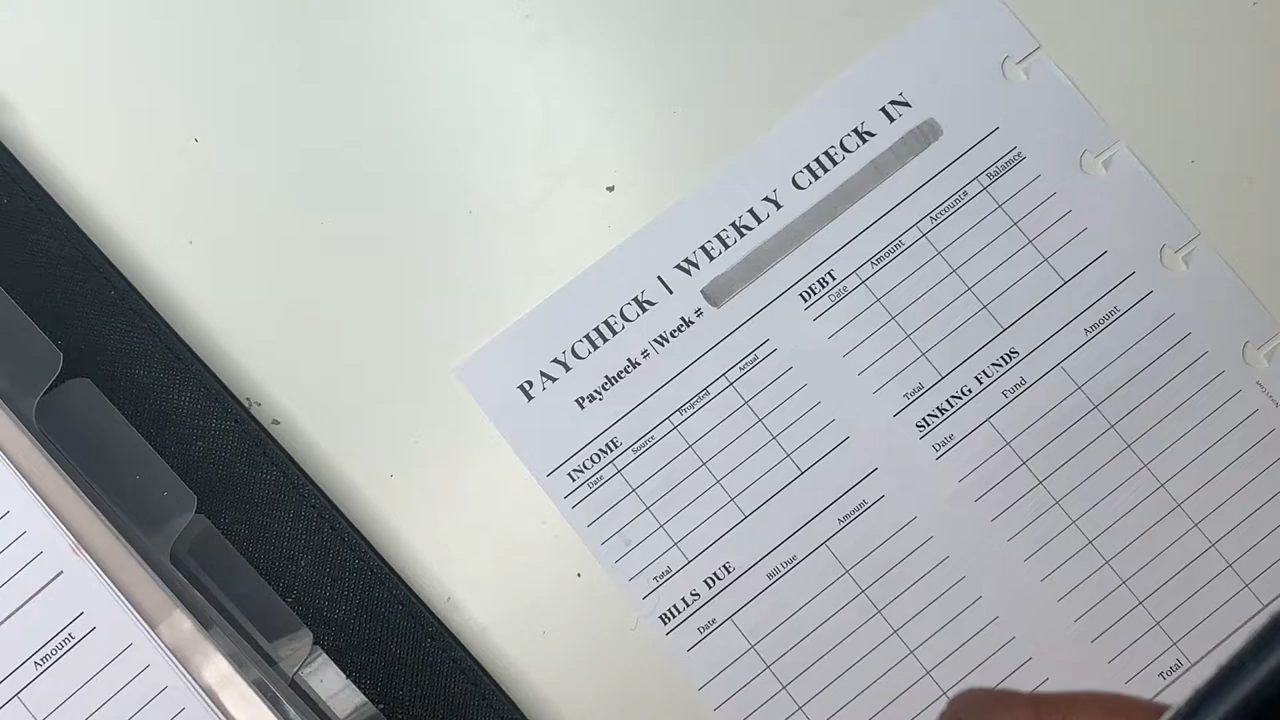 PAYCHECK | WEEKLY CHECK IN
Paycheck # |Week #
INCOME
Date Source Projected Actual
Total
BILLS DUE
Date Bill Due Amount
DEBT
Date Amount Account# Balance
Total
SINKING FUNDS
Date Fund Amount
Total
Amount